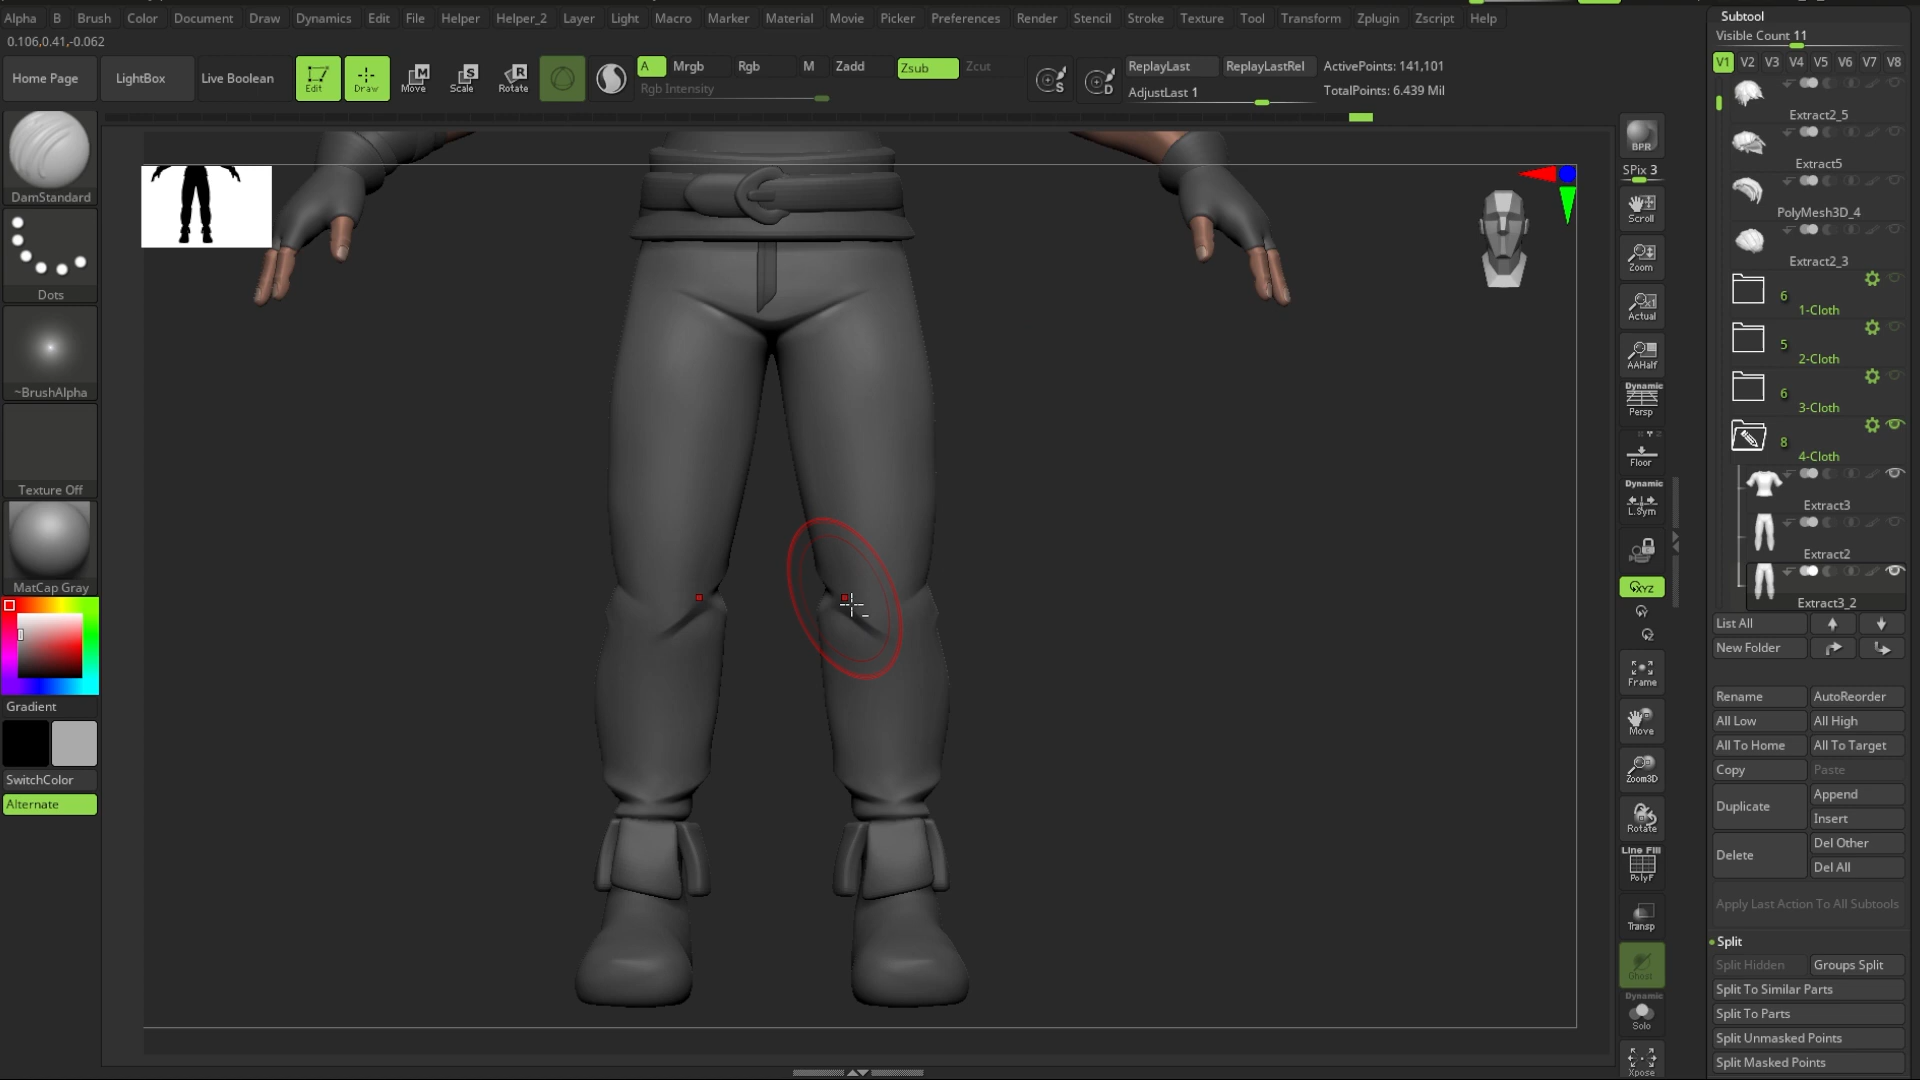 Alpha B Brush Color Document Draw Dynamics Edit File Helper Helper_2 Layer Light Macro Marker Material Movie Picker Preferences Render Stencil Stroke Texture Tool Transform Zplugin Zscript Help
0.106,0.41,-0.062
Home Page
LightBox
Live Boolean
Edit
Draw
Move
Scale
Rotate
A
Mrgb
Rgb
M
Zadd
Zsub
Zcut
Rgb Intensity
ReplayLast
ReplayLastRel
AdjustLast 1
ActivePoints: 141,101
TotalPoints: 6.439 Mil
DamStandard
Dots
~BrushAlpha
Texture Off
MatCap Gray
Gradient
SwitchColor
Alternate
BPR
SPix 3
Scroll
Zoom
Actual
AAHalf
Dynamic
Persp
Floor
Dynamic
L.Sym
XYZ
Frame
Move
Zoom3D
Rotate
Line Fill
PolyF
Transp
Ghost
Dynamic
Solo
Xpose
Subtool
Visible Count 11
V1 V2 V3 V4 V5 V6 V7 V8
Extract2_5
Extract5
PolyMesh3D_4
Extract2_3
6
1-Cloth
5
2-Cloth
6
3-Cloth
8
4-Cloth
Extract3
Extract2
Extract3_2
List All
New Folder
Rename
AutoReorder
All Low
All High
All To Home
All To Target
Copy
Paste
Duplicate
Append
Insert
Delete
Del Other
Del All
Apply Last Action To All Subtools
Split
Split Hidden
Groups Split
Split To Similar Parts
Split To Parts
Split Unmasked Points
Split Masked Points